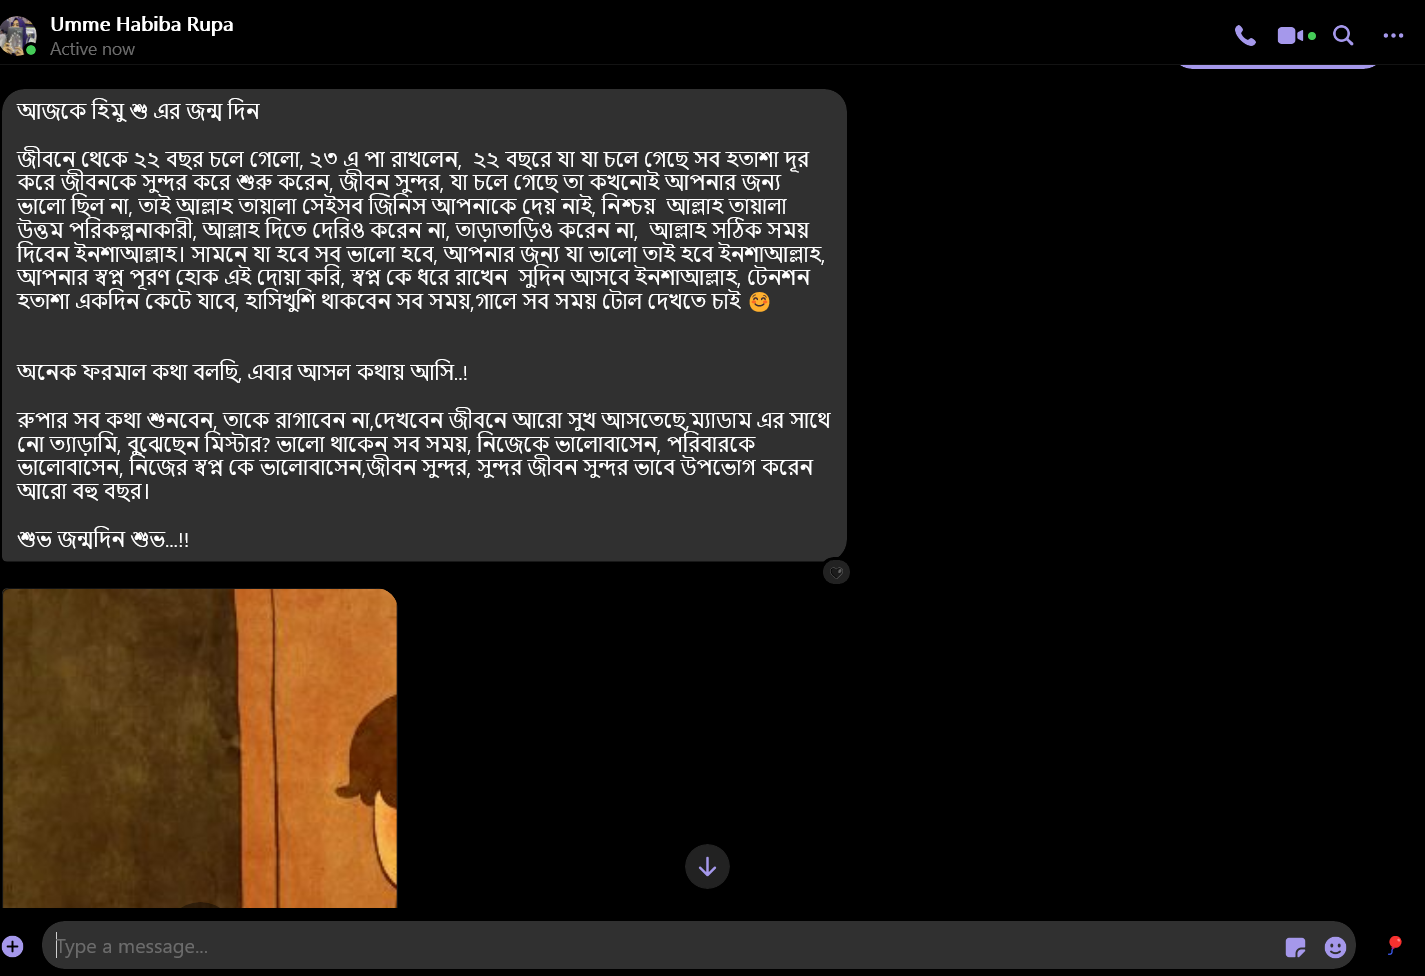 Umme Habiba Rupa
Active now
আজকে হিমু শু এর জন্ম দিন
জীবনে থেকে ২২ বছর চলে গেলো, ২৩ এ পা রাখলেন,  ২২ বছরে যা যা চলে গেছে সব হতাশা দূর
করে জীবনকে সুন্দর করে শুরু করেন, জীবন সুন্দর, যা চলে গেছে তা কখনোই আপনার জন্য
ভালো ছিল না, তাই আল্লাহ তায়ালা সেইসব জিনিস আপনাকে দেয় নাই, নিশ্চয়  আল্লাহ তায়ালা
উত্তম পরিকল্পনাকারী, আল্লাহ দিতে দেরিও করেন না, তাড়াতাড়িও করেন না,  আল্লাহ সঠিক সময়
দিবেন ইনশাআল্লাহ। সামনে যা হবে সব ভালো হবে, আপনার জন্য যা ভালো তাই হবে ইনশাআল্লাহ,
আপনার স্বপ্ন পূরণ হোক এই দোয়া করি, স্বপ্ন কে ধরে রাখেন  সুদিন আসবে ইনশাআল্লাহ, টেনশন
হতাশা একদিন কেটে যাবে, হাসিখুশি থাকবেন সব সময়,গালে সব সময় টোল দেখতে চাই 😊
অনেক ফরমাল কথা বলছি, এবার আসল কথায় আসি..!
রুপার সব কথা শুনবেন, তাকে রাগাবেন না,দেখবেন জীবনে আরো সুখ আসতেছে,ম্যাডাম এর সাথে
নো ত্যাড়ামি, বুঝেছেন মিস্টার? ভালো থাকেন সব সময়, নিজেকে ভালোবাসেন, পরিবারকে
ভালোবাসেন, নিজের স্বপ্ন কে ভালোবাসেন,জীবন সুন্দর, সুন্দর জীবন সুন্দর ভাবে উপভোগ করেন
আরো বহু বছর।
শুভ জন্মদিন শুভ...!!
Type a message...